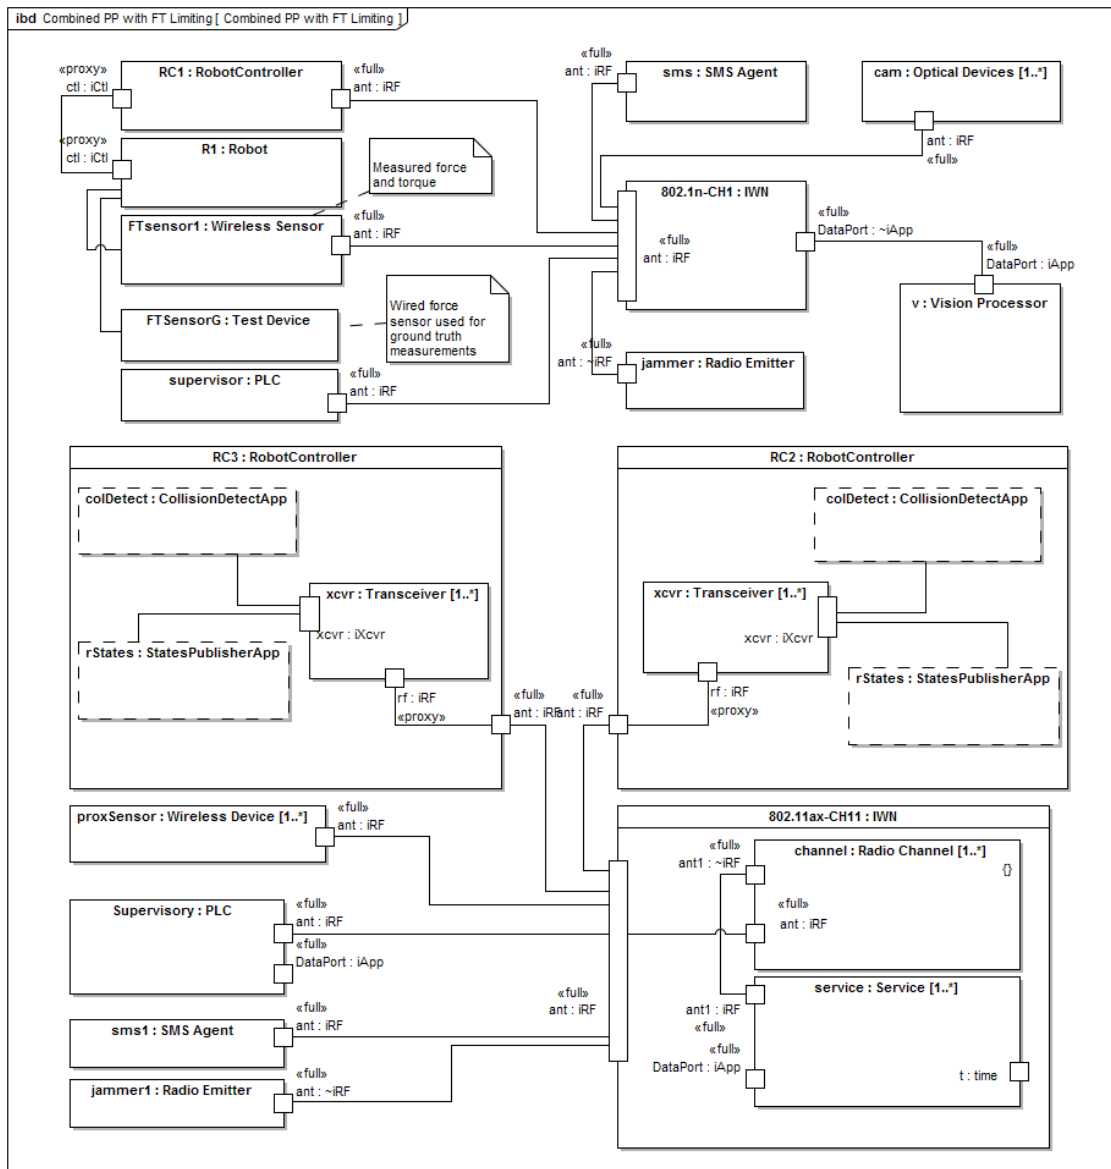 ibd Combined PP with FT Limiting [ Combined PP with FT Limiting ]
«proxy»
ctl : iCtl
RC1 : RobotController
«full»
ant : iRF
«proxy»
ctl : iCtl
R1 : Robot
Measured force
and torque
FTsensor1 : Wireless Sensor
«full»
ant : iRF
FTSensorG : Test Device
Wired force
sensor used for
ground truth
measurements
supervisor : PLC
«full»
ant : iRF
«full»
ant : iRF
sms : SMS Agent
cam : Optical Devices [1..*]
ant : iRF
«full»
802.1n-CH1 : IWN
«full»
ant : iRF
«full»
DataPort : ~iApp
«full»
DataPort : iApp
v : Vision Processor
«full»
ant : ~iRF
jammer : Radio Emitter
RC3 : RobotController
colDetect : CollisionDetectApp
xcvr : Transceiver [1..*]
xcvr : iXcvr
rStates : StatesPublisherApp
rf : iRF
«proxy»
«full»
ant : iRF
RC2 : RobotController
colDetect : CollisionDetectApp
xcvr : Transceiver [1..*]
xcvr : iXcvr
rStates : StatesPublisherApp
rf : iRF
«proxy»
«full»
ant : iRF
proxSensor : Wireless Device [1..*]
«full»
ant : iRF
Supervisory : PLC
«full»
ant : iRF
«full»
DataPort : iApp
sms1 : SMS Agent
«full»
ant : iRF
jammer1 : Radio Emitter
«full»
ant : ~iRF
802.11ax-CH11 : IWN
«full»
ant : iRF
«full»
ant1 : ~iRF
channel : Radio Channel [1..*]
{}
«full»
ant : iRF
service : Service [1..*]
ant1 : iRF
«full»
«full»
DataPort : iApp
t : time